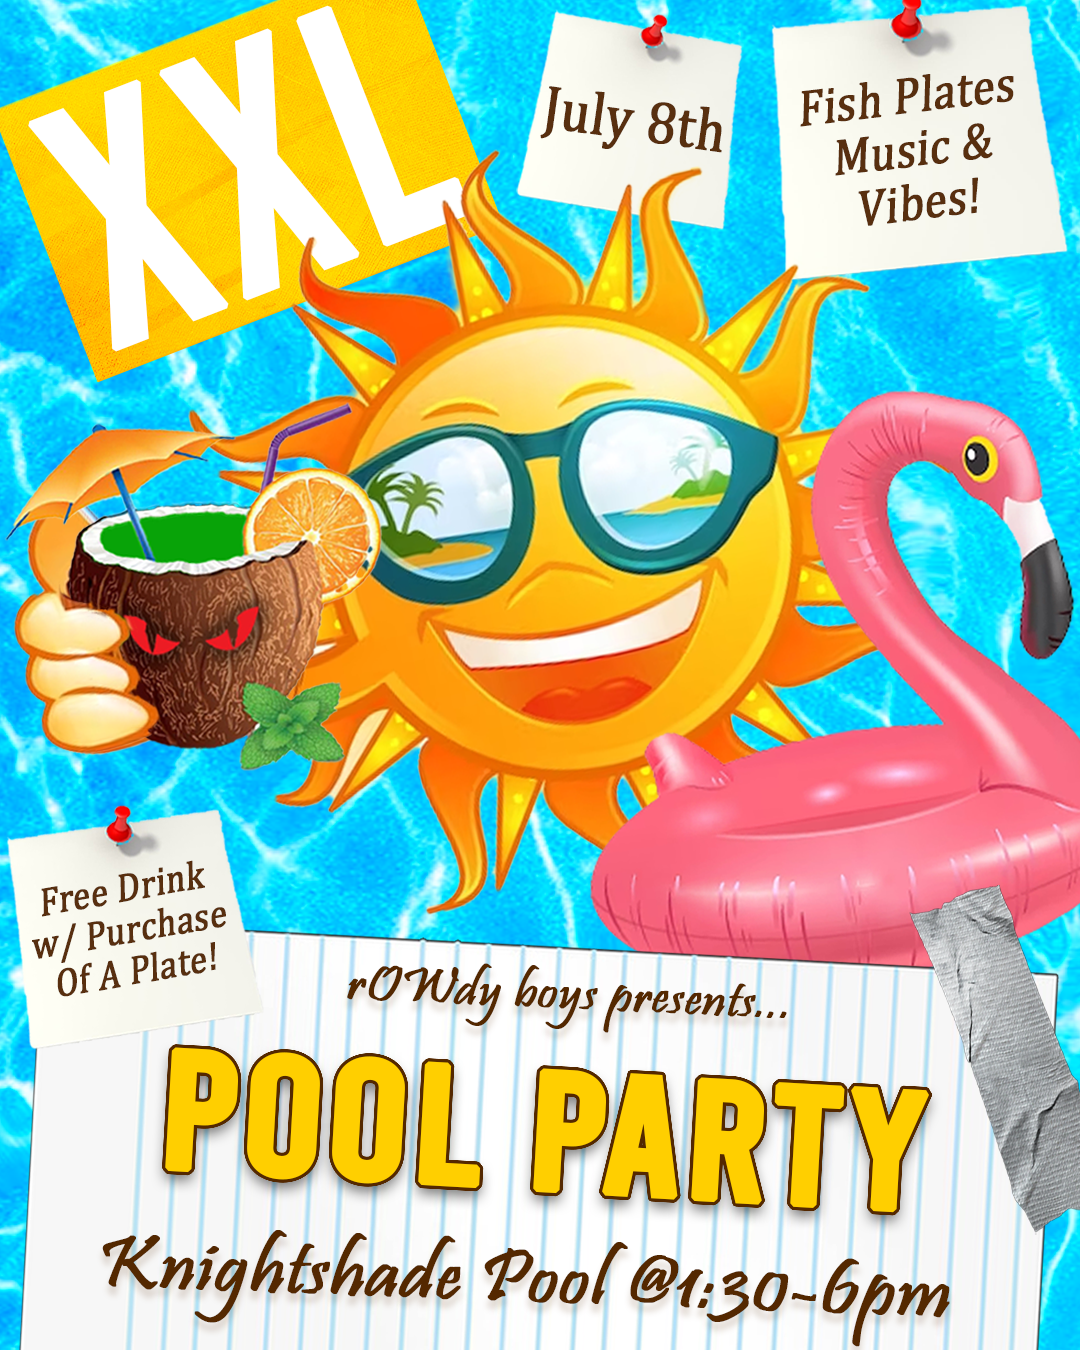 XXL
July 8th
Fish Plates
Music &
Vibes!
Free Drink
w/ Purchase
Of A Plate!
rOWdy boys presents...
POOL PARTY
Knightshade Pool @1:30-6pm